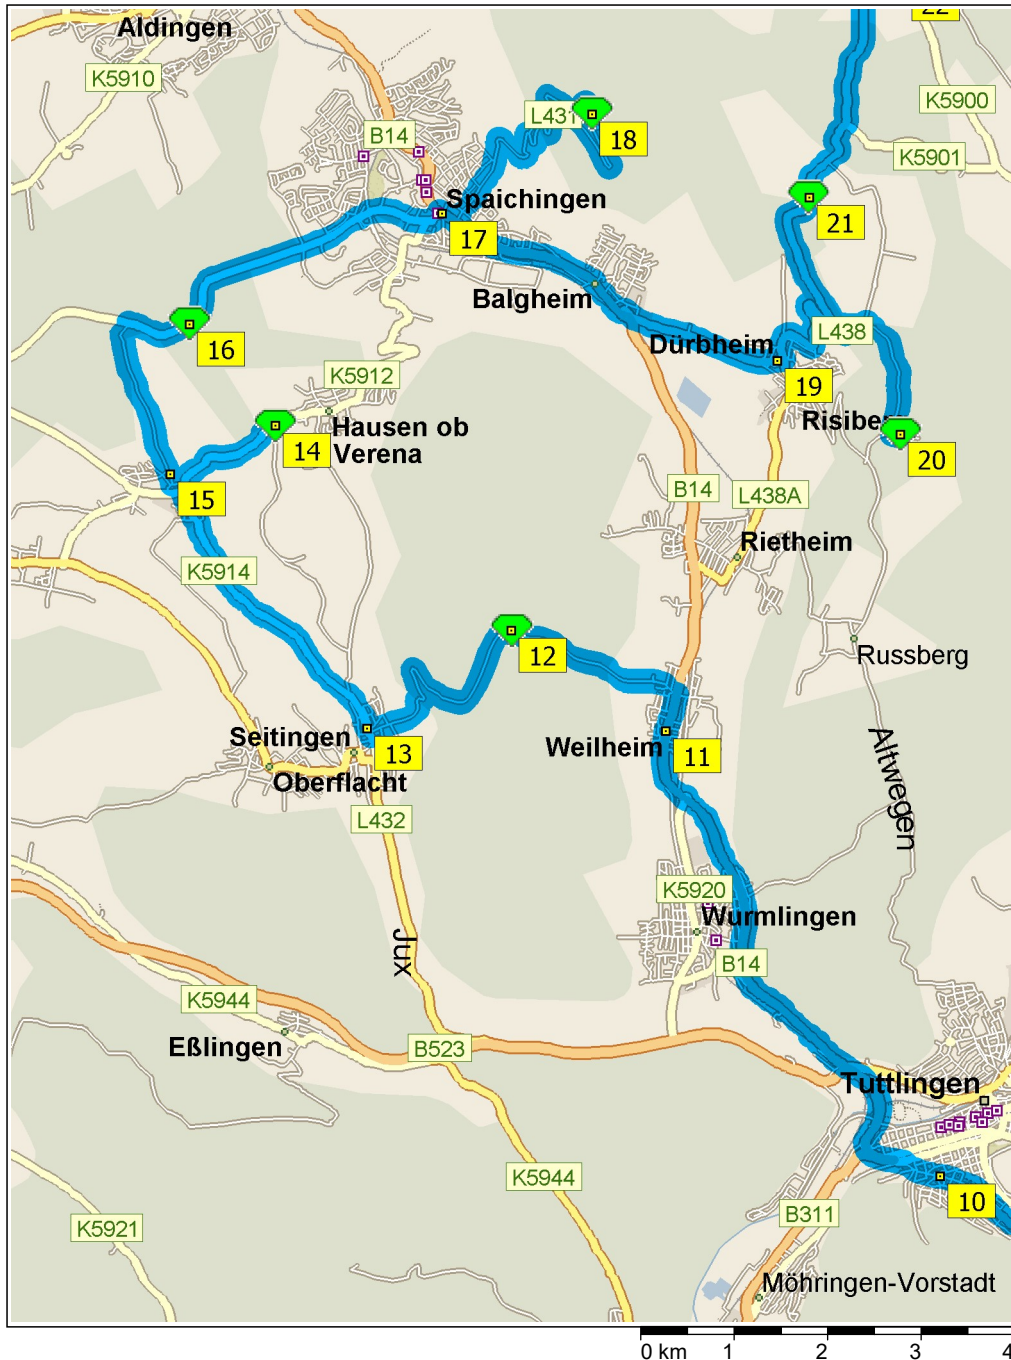 22
Aldingen
K5910
K5900
L431
B14
18
K5901
Spaichingen
21
17
Balgheim
L438
Dürbheim
16
K5912
19
Hausen ob
Verena
Risibe
14
20
15
B14
L438A
Rietheim
K5914
12
Russberg
Seitingen
13
Weilheim
11
Oberflacht
Altwegen
L432
K5920
Wurmlingen
Jux
B14
K5944
Eßlingen
B523
Tuttlingen
K5944
10
K5921
B311
Möhringen-Vorstadt
0 km 1 2 3 4